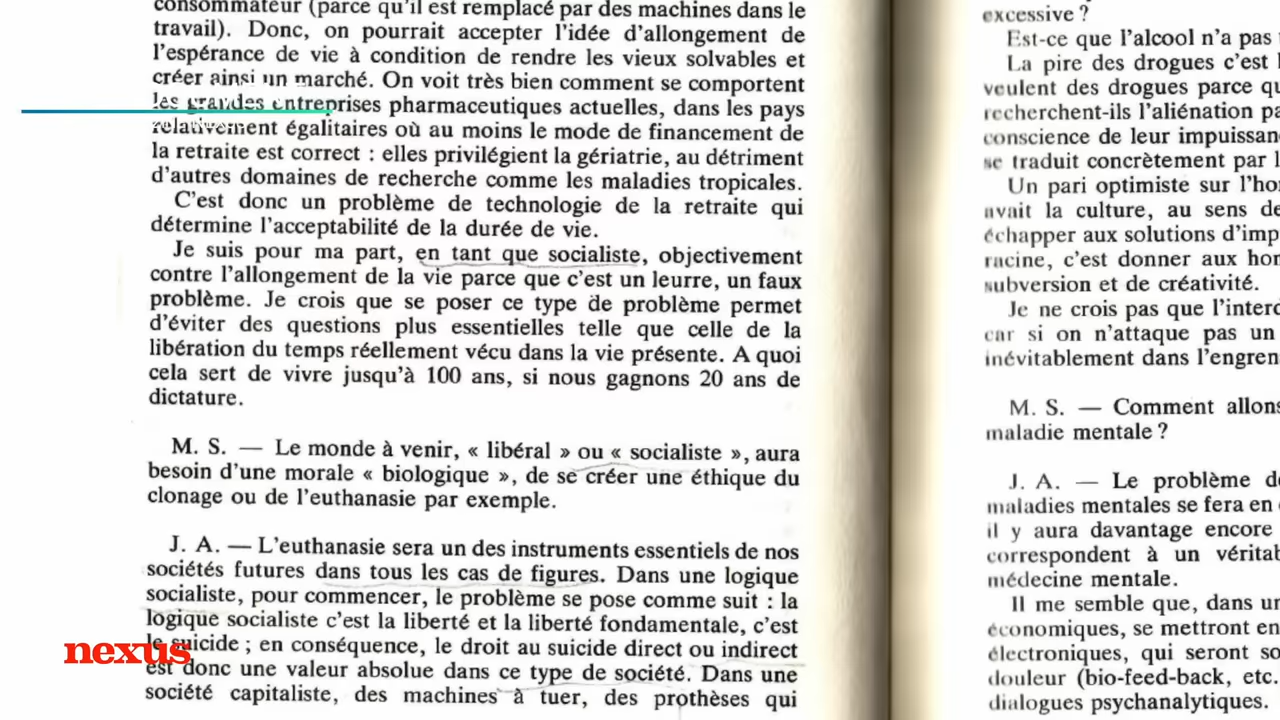 consommateur (parce qu'il est remplacé par des machines dans le
travail). Donc, on pourrait accepter l'idée d'allongement de
l'espérance de vie à condition de rendre les vieux solvables et
créer ainsi un marché. On voit très bien comment se comportent
les grandes entreprises pharmaceutiques actuelles, dans les pays
relativement égalitaires où au moins le mode de financement de
la retraite est correct : elles privilégient la gériatrie, au détriment
d'autres domaines de recherche comme les maladies tropicales.
C'est donc un problème de technologie de la retraite qui
détermine l'acceptabilité de la durée de vie.
Je suis pour ma part, en tant que socialiste, objectivement
contre l'allongement de la vie parce que c'est un leurre, un faux
problème. Je crois que se poser ce type de problème permet
d'éviter des questions plus essentielles telle que celle de la
libération du temps réellement vécu dans la vie présente. A quoi
cela sert de vivre jusqu'à 100 ans, si nous gagnons 20 ans de
dictature.
M. S. — Le monde à venir, « libéral » ou « socialiste », aura
besoin d'une morale « biologique », de se créer une éthique du
clonage ou de l'euthanasie par exemple.
J. A. — L'euthanasie sera un des instruments essentiels de nos
sociétés futures dans tous les cas de figures. Dans une logique
socialiste, pour commencer, le problème se pose comme suit : la
logique socialiste c'est la liberté et la liberté fondamentale, c'est
le suicide ; en conséquence, le droit au suicide direct ou indirect
est donc une valeur absolue dans ce type de société. Dans une
société capitaliste, des machines à tuer, des prothèses qui
nexus
excessive ?
Est-ce que l'alcool n'a pas
La pire des drogues c'est
veulent des drogues parce
recherchent-ils l'aliénation
conscience de leur
se traduit concrètement par
Un pari optimiste sur
avait la culture, au sens
échapper aux solutions
racine, c'est donner aux
subversion et de créativité.
Je ne crois pas que
car si on n'attaque pas un
inévitablement dans
M. S. — Comment
maladie mentale ?
J. A. — Le problème
maladies mentales se fera en
il y aura davantage encore
correspondent à un
médecine mentale.
Il me semble que, dans
économiques, se mettront
électroniques, qui seront
douleur (bio-feed-back, etc.
dialogues psychanalytiques.